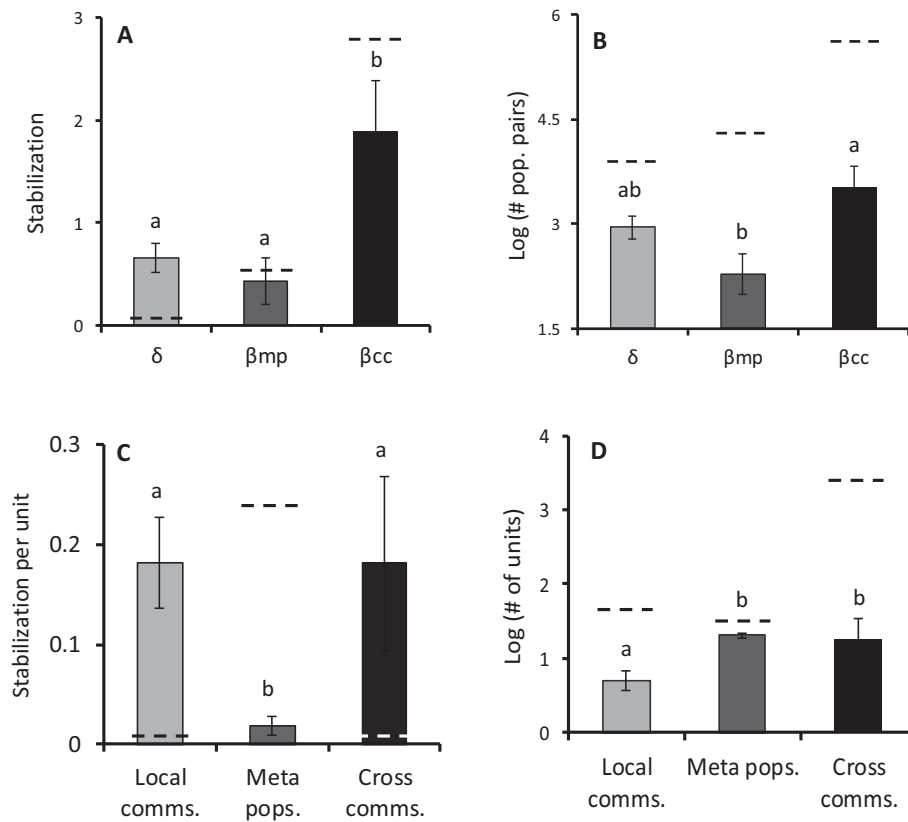 A
Stabilization
3
2
1
0
a
a
b
δ
βmp
βcc
B
Log (# pop. pairs)
6
4.5
3
1.5
ab
b
a
δ
βmp
βcc
C
Stabilization per unit
0.3
0.2
0.1
0
a
b
a
Local
comms.
Meta
pops.
Cross
comms.
D
Log (# of units)
4
3
2
1
0
a
b
b
Local
comms.
Meta pops.
Cross
comms.